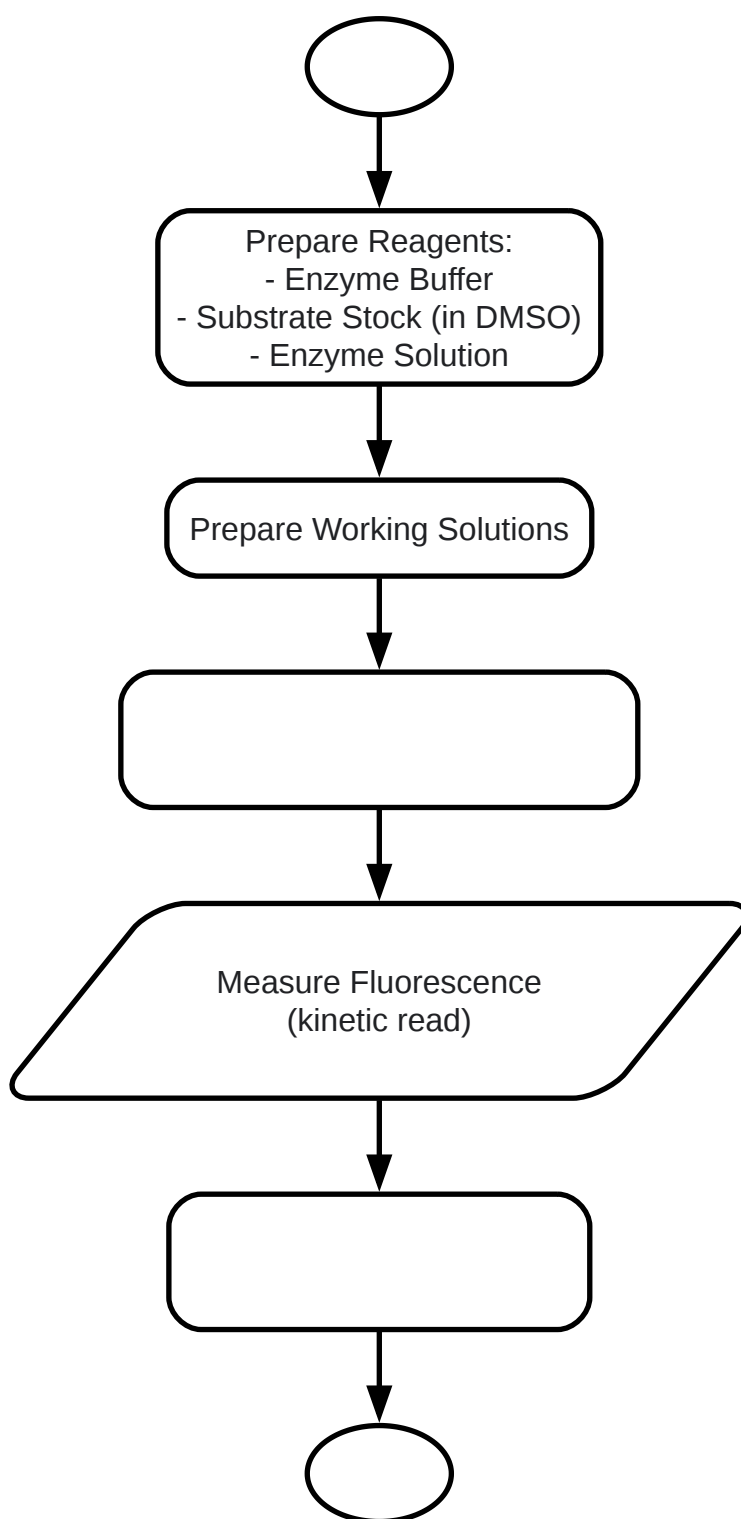 Prepare Reagents:
- Enzyme Buffer
- Substrate Stock (in DMSO)
- Enzyme Solution
Prepare Working Solutions
Measure Fluorescence
(kinetic read)